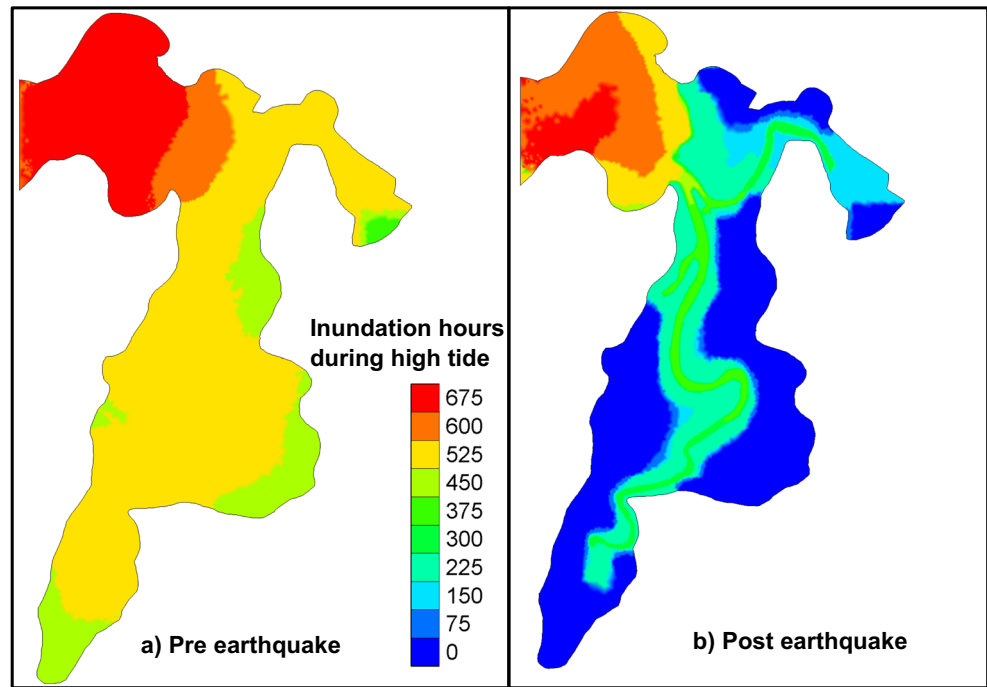 Inundation hours
during high tide
675
600
525
450
375
300
225
150
75
0
a) Pre earthquake
b) Post earthquake